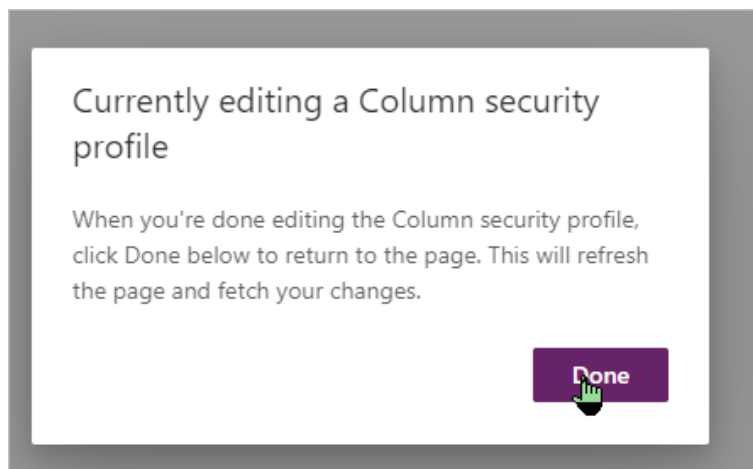 Currently editing a Column security
profile
When you're done editing the Column security profile,
click Done below to return to the page. This will refresh
the page and fetch your changes.
Done